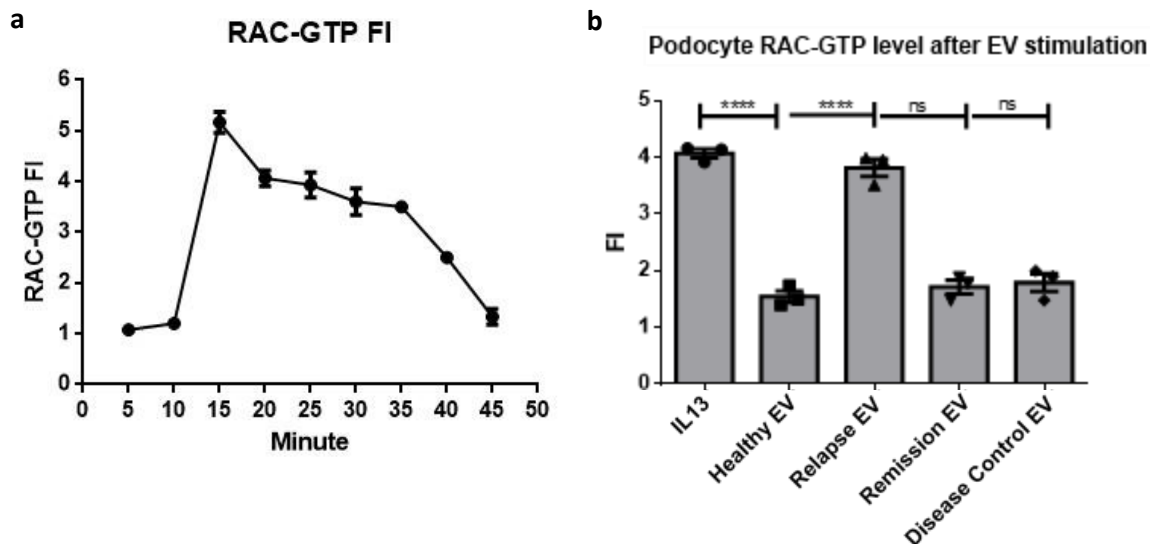 a
RAC-GTP FI
RAC-GTP FI
6
5
4
3
2
1
0
0 5 10 15 20 25 30 35 40 45 50
Minute
b
Podocyte RAC-GTP level after EV stimulation
FI
5
4
3
2
1
0
**** **** ns ns
IL13
Healthy EV
Relapse EV
Remission EV
Disease Control EV